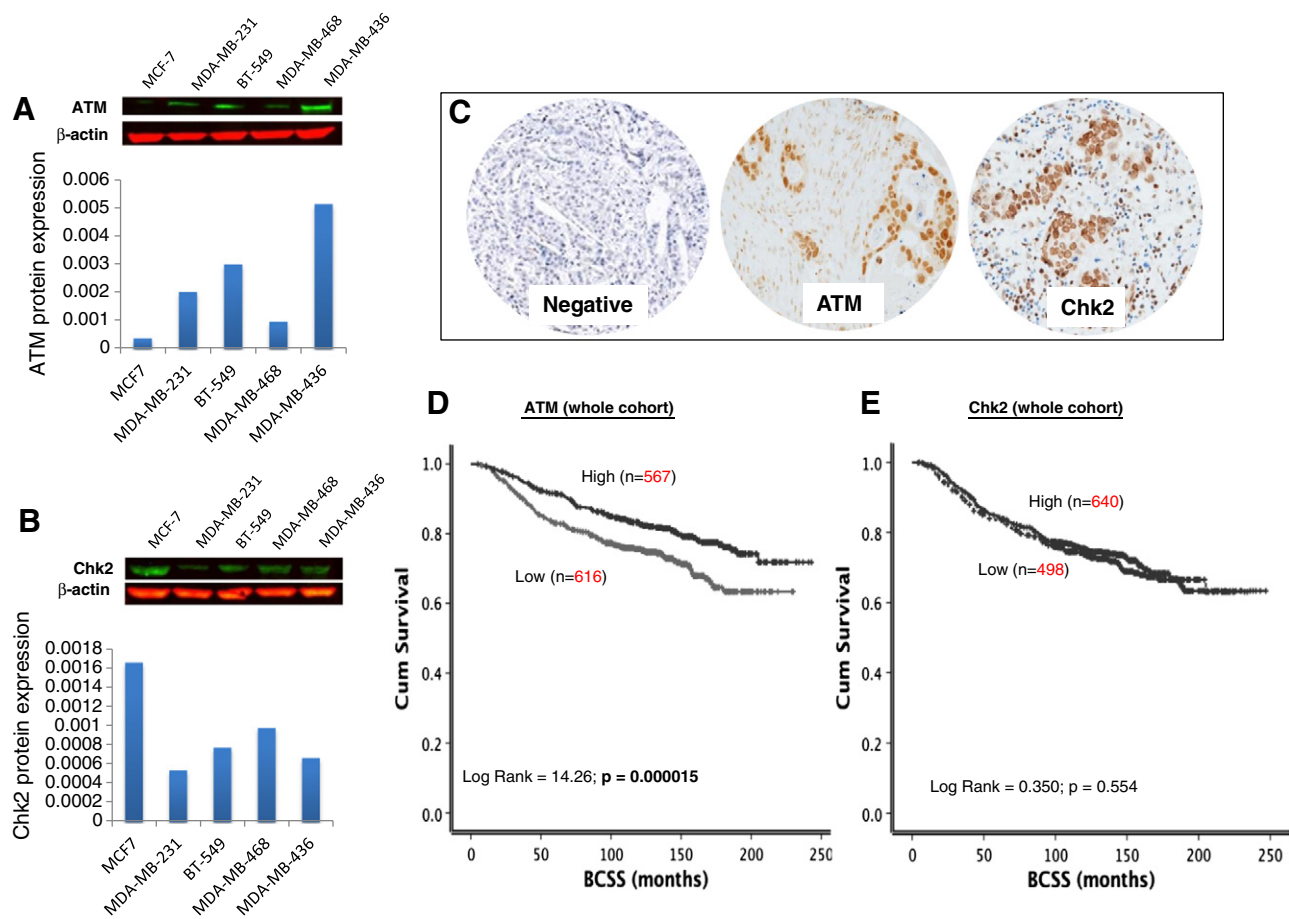 A
MCF-7
MDA-MB-231
BT-549
MDA-MB-468
MDA-MB-436
ATM
β-actin
ATM protein expression
0.006
0.005
0.004
0.003
0.002
0.001
0
MCF7
MDA-MB-231
BT-549
MDA-MB-468
MDA-MB-436
B
MCF-7
MDA-MB-231
BT-549
MDA-MB-468
MDA-MB-436
Chk2
β-actin
Chk2 protein expression
0.0018
0.0016
0.0014
0.0012
0.001
0.0008
0.0006
0.0004
0.0002
0
MCF7
MDA-MB-231
BT-549
MDA-MB-468
MDA-MB-436
C
Negative
ATM
Chk2
D
ATM (whole cohort)
Cum Survival
1.0
0.8
0.6
0.4
0.2
0.0
High (n=567)
Low (n=616)
Log Rank = 14.26; p = 0.000015
0 50 100 150 200 250
BCSS (months)
E
Chk2 (whole cohort)
Cum Survival
1.0
0.8
0.6
0.4
0.2
0.0
High (n=640)
Low (n=498)
Log Rank = 0.350; p = 0.554
0 50 100 150 200 250
BCSS (months)